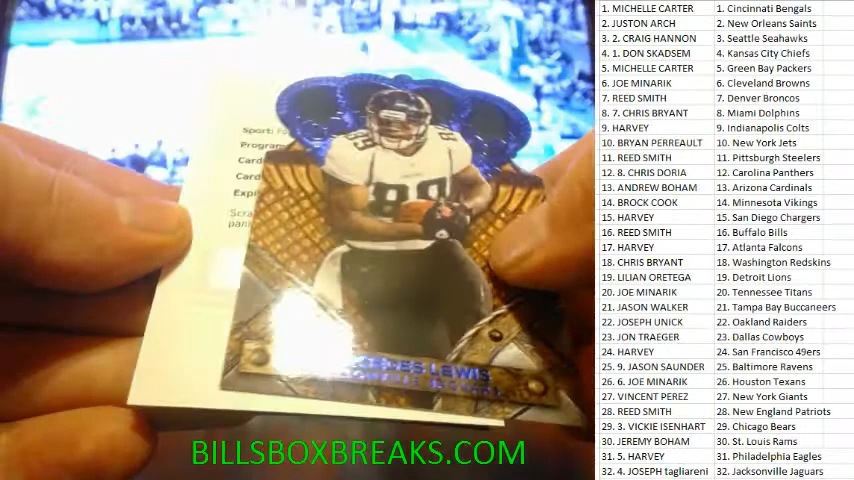 Sport:
Program
Card
Card
89
89
LEWIS
BILLSBOXBREAKS.COM
1. MICHELLE CARTER 1. Cincinnati Bengals
2. JUSTON ARCH 2. New Orleans Saints
3. 2. CRAIG HANNON 3. Seattle Seahawks
4. 1. DON SKADSEM 4. Kansas City Chiefs
5. MICHELLE CARTER 5. Green Bay Packers
6. JOE MINARIK 6. Cleveland Browns
7. REED SMITH 7. Denver Broncos
8. 7. CHRIS BRYANT 8. Miami Dolphins
9. HARVEY 9. Indianapolis Colts
10. BRYAN PERREAULT 10. New York Jets
11. REED SMITH 11. Pittsburgh Steelers
12. 8. CHRIS DORIA 12. Carolina Panthers
13. ANDREW BOHAM 13. Arizona Cardinals
14. BROCK COOK 14. Minnesota Vikings
15. HARVEY 15. San Diego Chargers
16. REED SMITH 16. Buffalo Bills
17. HARVEY 17. Atlanta Falcons
18. CHRIS BRYANT 18. Washington Redskins
19. LILIAN ORETEGA 19. Detroit Lions
20. JOE MINARIK 20. Tennessee Titans
21. JASON WALKER 21. Tampa Bay Buccaneers
22. JOSEPH UNICK 22. Oakland Raiders
23. JON TRAEGER 23. Dallas Cowboys
24. HARVEY 24. San Francisco 49ers
25. 9. JASON SAUNDER 25. Baltimore Ravens
26. 6. JOE MINARIK 26. Houston Texans
27. VINCENT PEREZ 27. New York Giants
28. REED SMITH 28. New England Patriots
29. 3. VICKIE ISENHART 29. Chicago Bears
30. JEREMY BOHAM 30. St. Louis Rams
31. 5. HARVEY 31. Philadelphia Eagles
32. 4. JOSEPH tagliareni 32. Jacksonville Jaguars